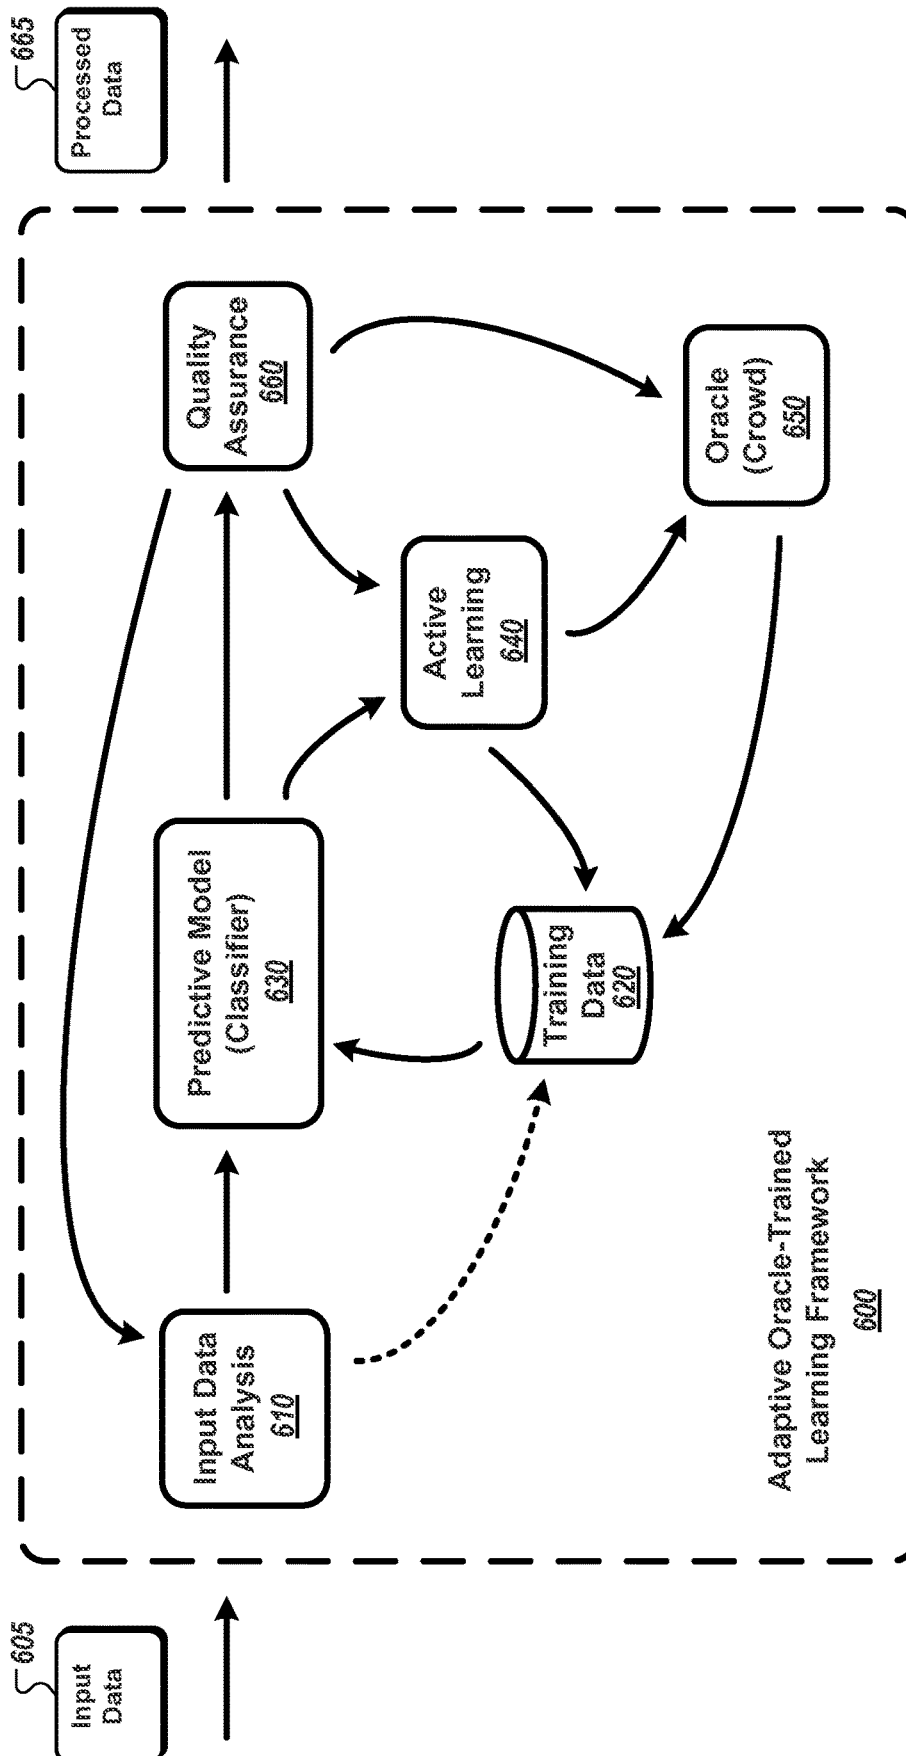 605
Input
Data
Input Data
Analysis
610
Predictive Model
(Classifier)
630
Quality
Assurance
660
Active
Learning
640
Training
Data
620
Oracle
(Crowd)
650
Adaptive Oracle-Trained
Learning Framework
600
665
Processed
Data